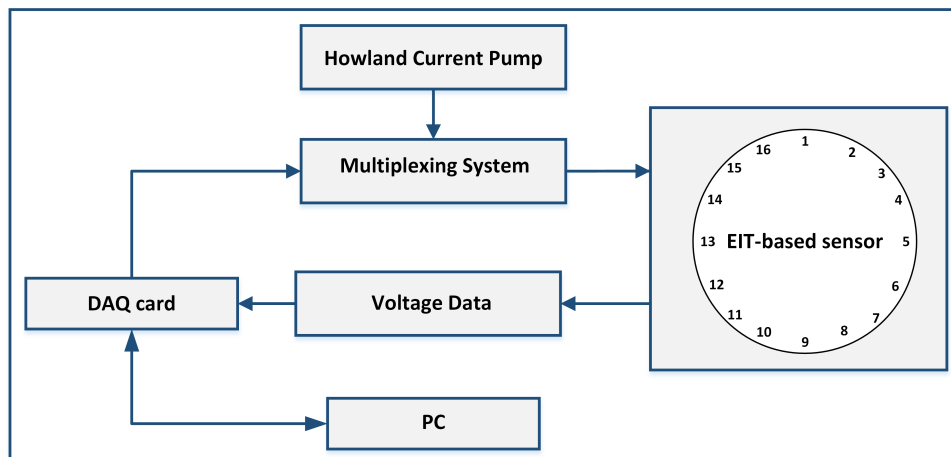 Howland Current Pump
Multiplexing System
1
2
3
4
5
6
7
8
9
10
11
12
13
14
15
16
EIT-based sensor
DAQ card
Voltage Data
PC